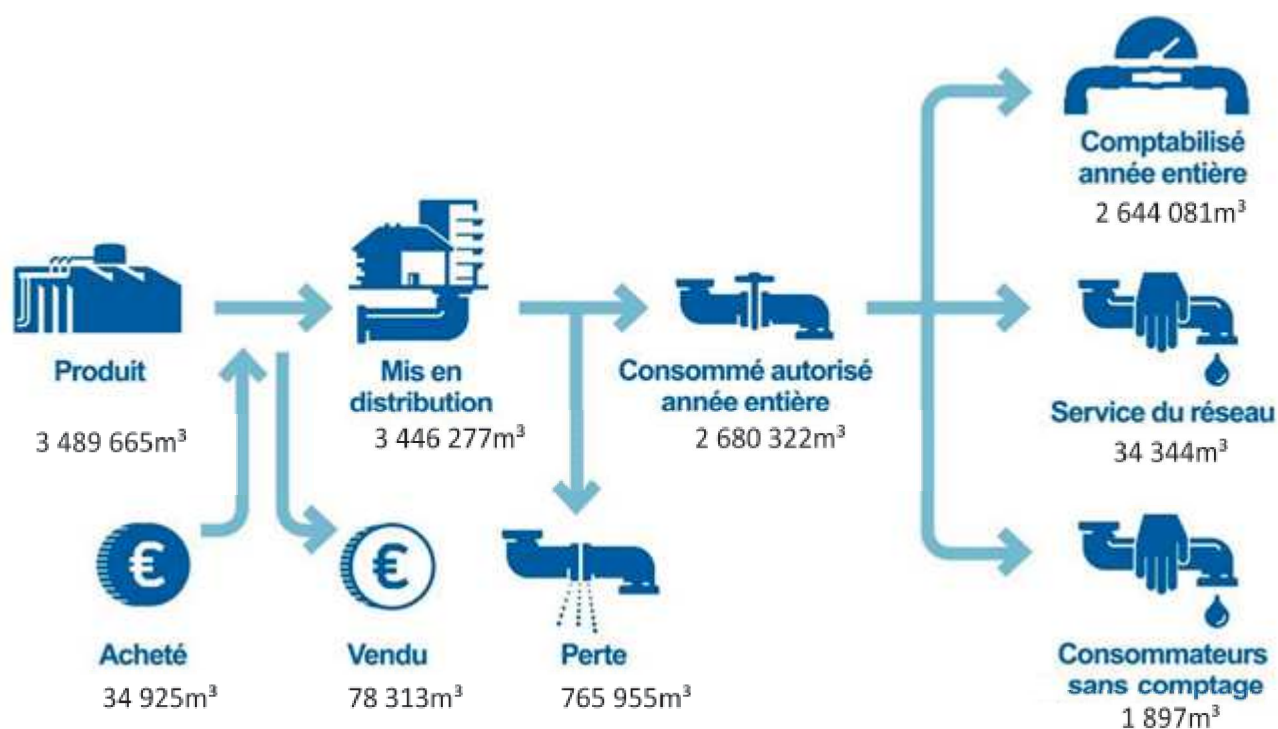 Produit
3 489 665m³
Acheté
34 925m³
Vendu
78 313m³
Mis en
distribution
3 446 277m³
Perte
765 955m³
Consommé autorisé
année entière
2 680 322m³
Comptabilisé
année entière
2 644 081m³
Service du réseau
34 344m³
Consommateurs
sans comptage
1 897m³
€
€